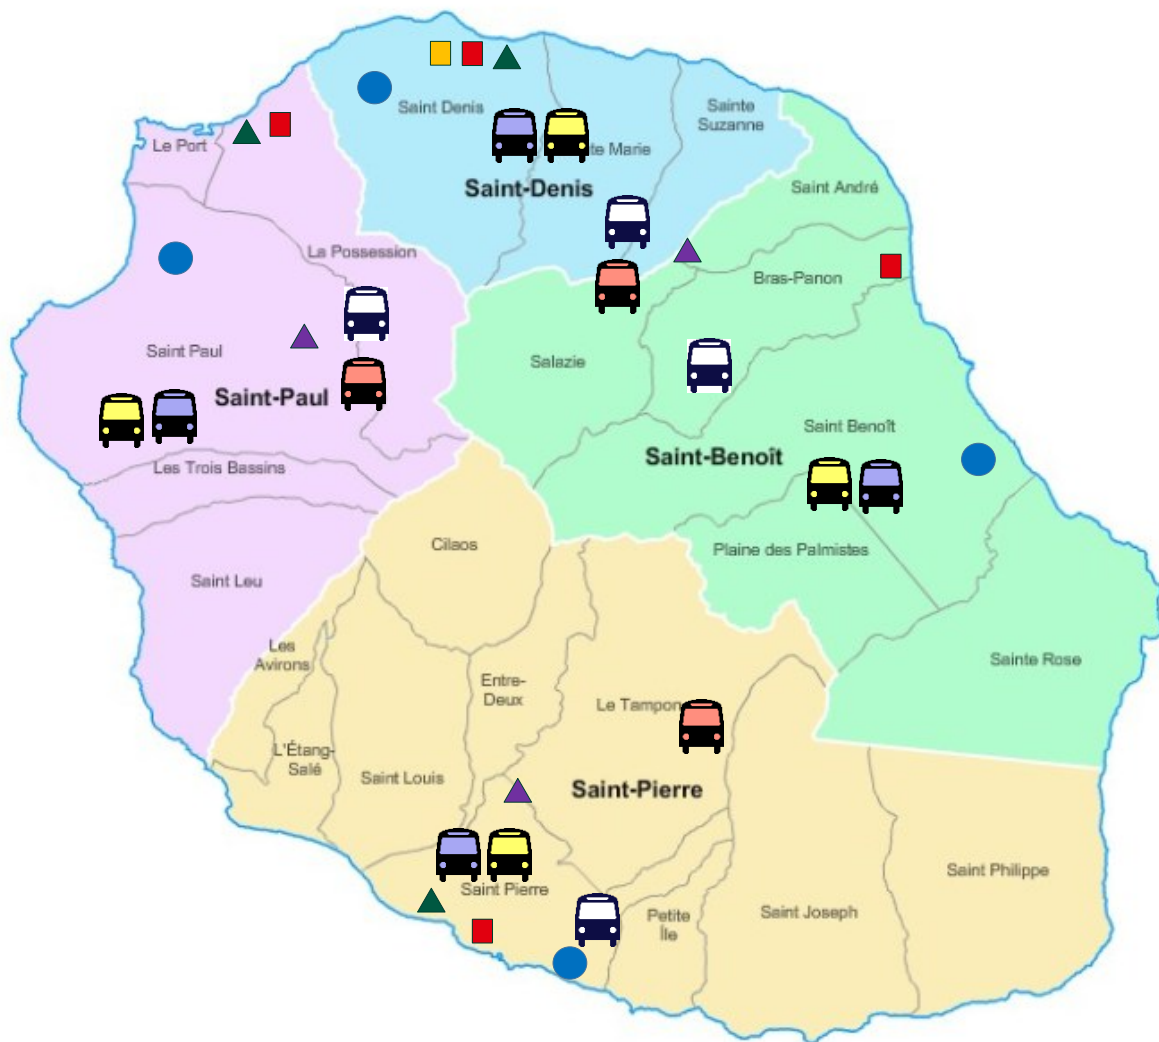 Saint Denis
Sainte
Suzanne
te Marie
Le Port
Saint-Denis
Saint André
La Possession
Bras-Panon
Saint Paul
Salazie
Saint-Paul
Saint Benoît
Saint-Benoît
Les Trois Bassins
Cilaos
Plaine des Palmistes
Saint Leu
Les
Avirons
Sainte Rose
Entre-
Deux
Le Tampon
L'Étang-
Salé
Saint Louis
Saint-Pierre
Saint Philippe
Saint Pierre
Petite
Île
Saint Joseph